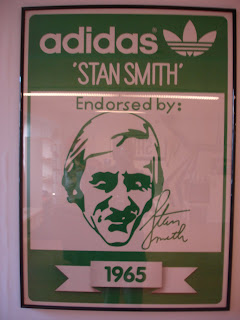 adidas®
'STAN SMITH'
Endorsed by:
Stan
Smith
1965